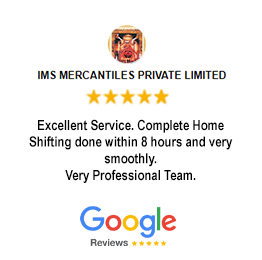 IMS MERCANTILES PRIVATE LIMITED
Excellent Service. Complete Home
Shifting done within 8 hours and very
smoothly.
Very Professional Team.
Google
Reviews